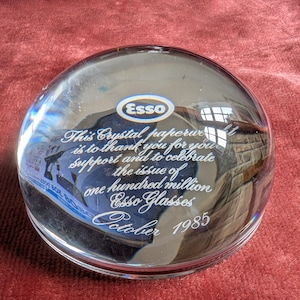 Esso
This Crystal
is to thank you for your
support and to celebrate
the issue of
one hundred million
Esso Glasses
October 1985